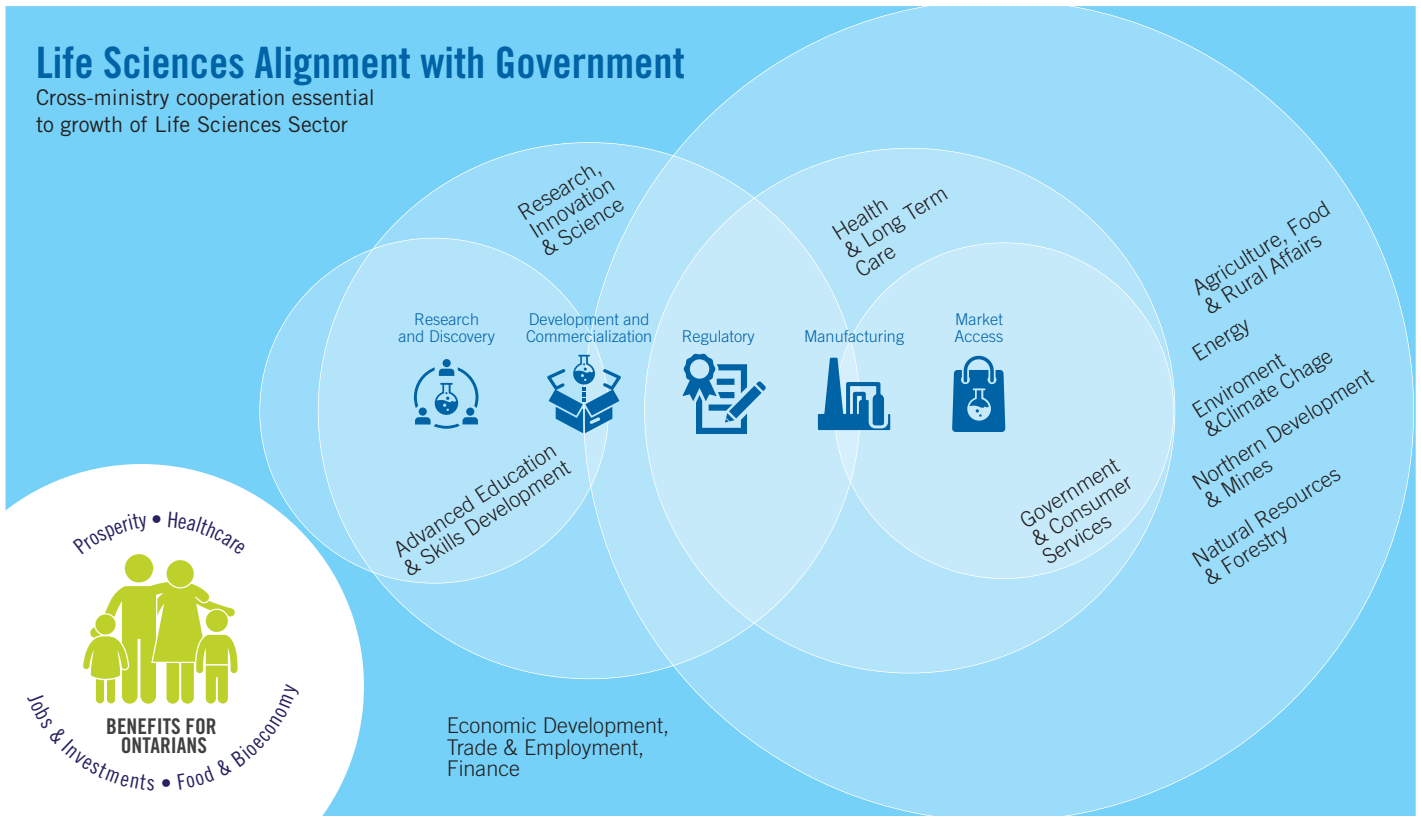 Life Sciences Alignment with Government
Cross-ministry cooperation essential
to growth of Life Sciences Sector
Research,
Innovation
& Science
Health
& Long Term
Care
Agriculture, Food
& Rural Affairs
Energy
Enviroment
&Climate Chage
Northern Development
& Mines
Natural Resources
& Forestry
Research
and Discovery
Development and
Commercialization
Regulatory
Manufacturing
Market
Access
Advanced Education
& Skills Development
Government
& Consumer
Services
Prosperity • Healthcare
BENEFITS FOR
ONTARIANS
Jobs & Investments • Food & Bioeconomy
Economic Development,
Trade & Employment,
Finance